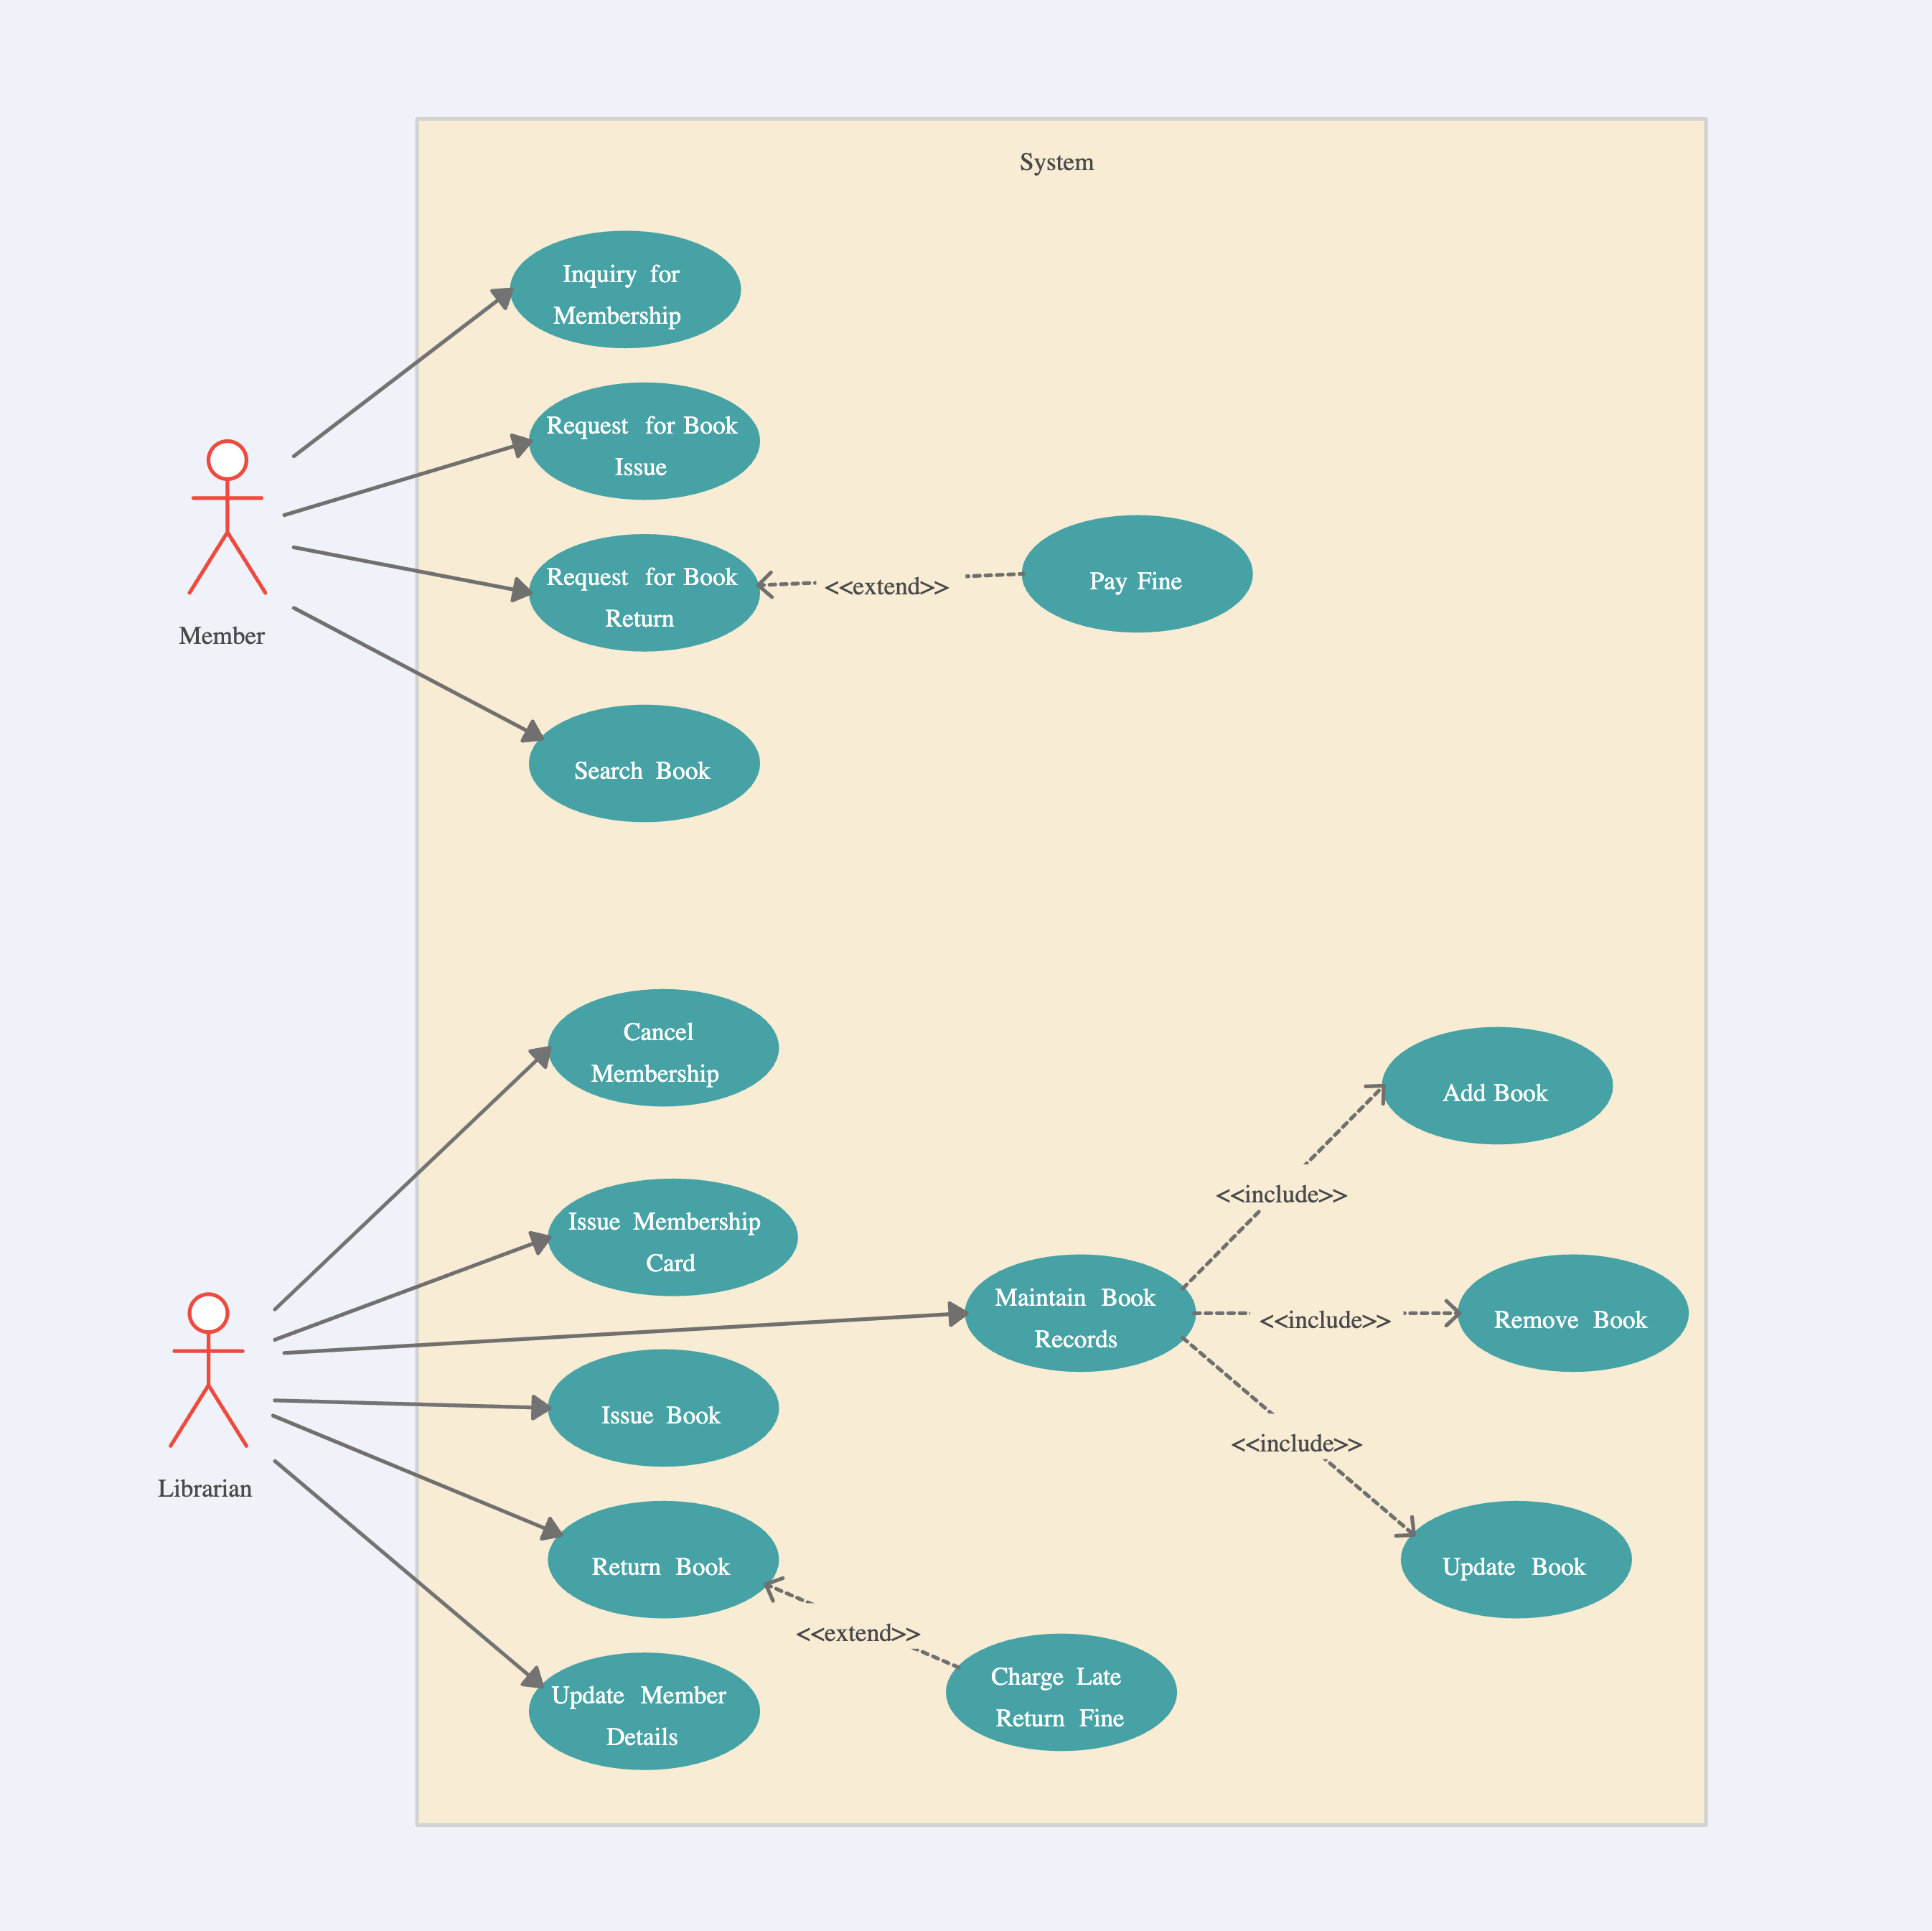 System
Inquiry for
Membership
Request for Book
Issue
Request for Book
Return
<<extend>>
Pay Fine
Member
Search Book
Cancel
Membership
Add Book
<<include>>
Issue Membership
Card
Maintain Book
Records
<<include>>
Remove Book
Issue Book
<<include>>
Librarian
Return Book
Update Book
<<extend>>
Charge Late
Return Fine
Update Member
Details